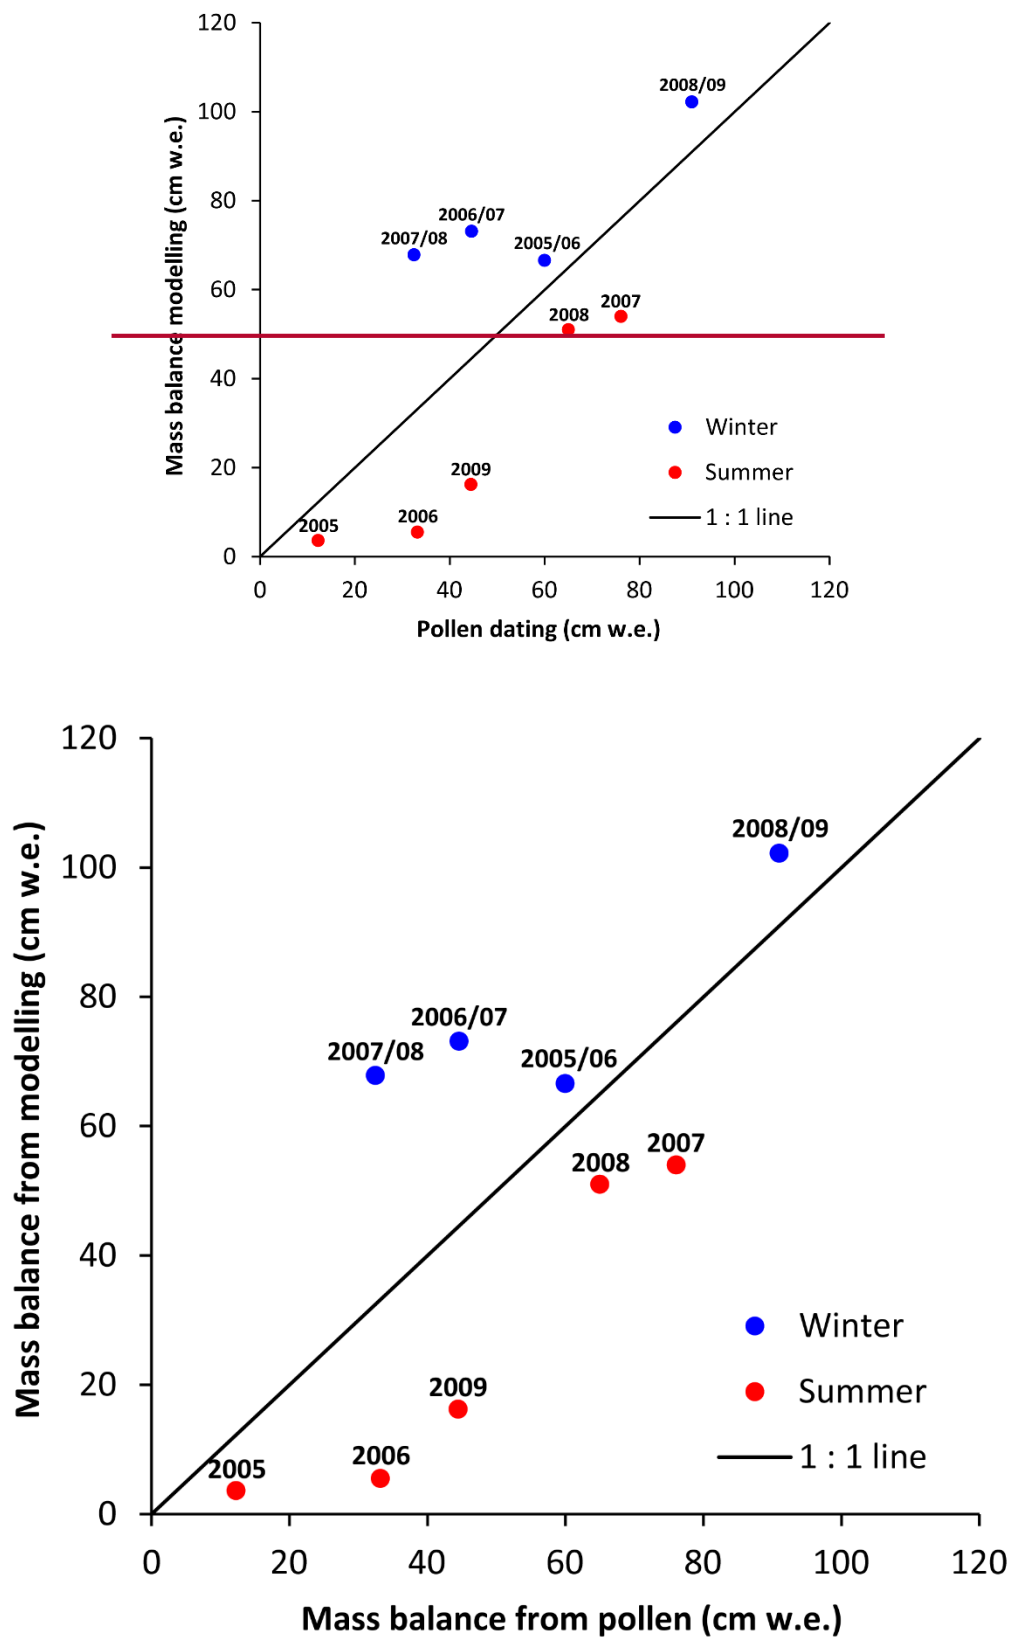 120
100
80
60
40
20
0
Mass balance modelling (cm w.e.)
2008/09
2006/07
2007/08
2005/06
2007
2008
2009
2006
2005
Winter
Summer
1 : 1 line
0 20 40 60 80 100 120
Pollen dating (cm w.e.)
120
100
80
60
40
20
0
Mass balance from modelling (cm w.e.)
2008/09
2006/07
2007/08
2005/06
2007
2008
2009
2006
2005
Winter
Summer
1 : 1 line
0 20 40 60 80 100 120
Mass balance from pollen (cm w.e.)